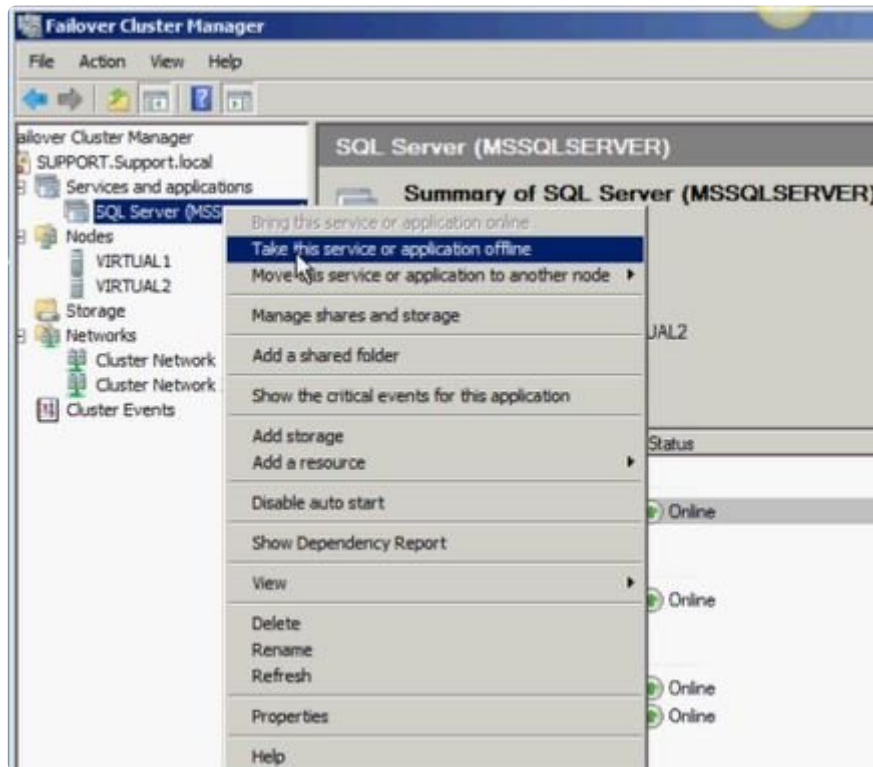 Failover Cluster Manager
File Action View Help
ailover Cluster Manager
SUPPORT.Support.local
Services and applications
SQL Server (MSS
Nodes
VIRTUAL1
VIRTUAL2
Storage
Networks
Cluster Network
Cluster Network
Cluster Events
SQL Server (MSSQLSERVER)
Summary of SQL Server (MSSQLSERVER)
UAL2
Status
Online
Online
Online
Online
Bring this service or application online
Take this service or application offline
Move this service or application to another node
Manage shares and storage
Add a shared folder
Show the critical events for this application
Add storage
Add a resource
Disable auto start
Show Dependency Report
View
Delete
Rename
Refresh
Properties
Help